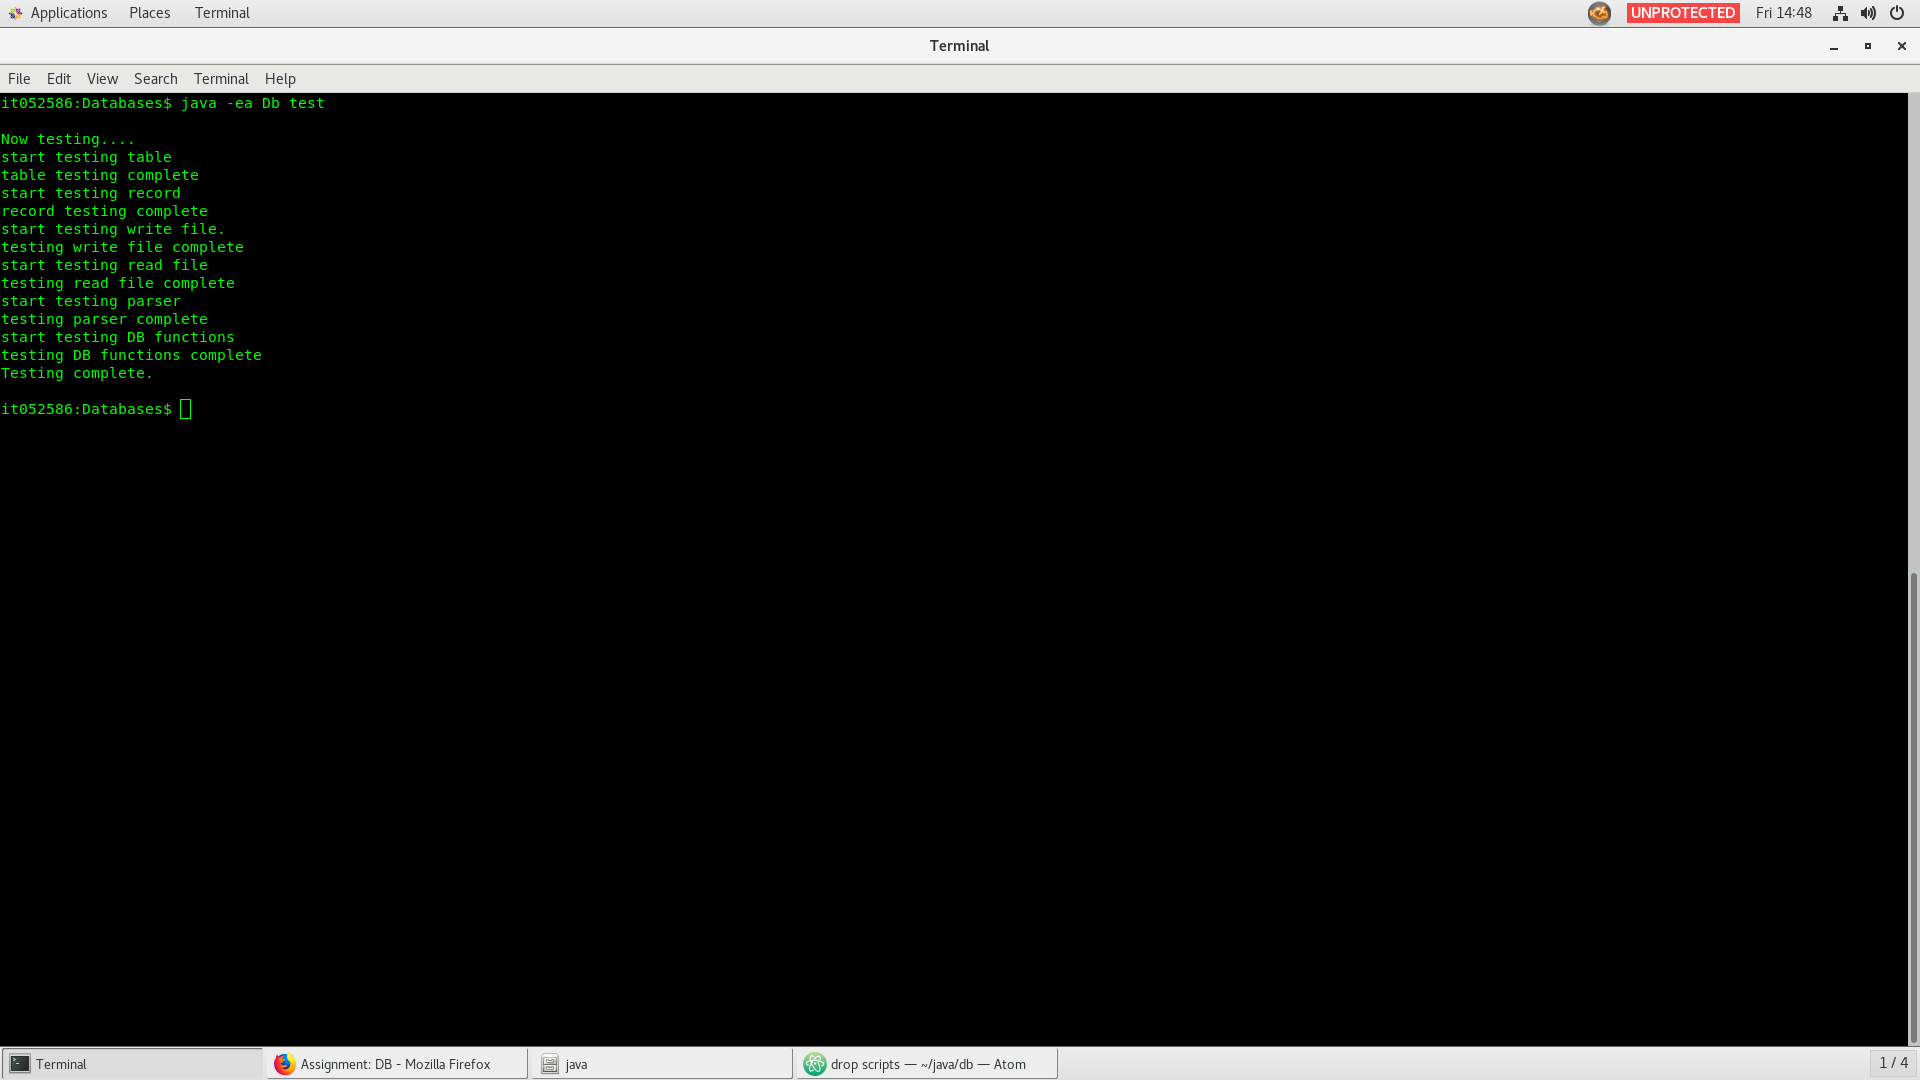 Applications Places Terminal UNPROTECTED Fri 14:48
Terminal
File Edit View Search Terminal Help
it052586:Databases$ java -ea Db test
Now testing....
start testing table
table testing complete
start testing record
record testing complete
start testing write file.
testing write file complete
start testing read file
testing read file complete
start testing parser
testing parser complete
start testing DB functions
testing DB functions complete
Testing complete.
it052586:Databases$
Terminal Assignment: DB - Mozilla Firefox java drop scripts — ~/java/db — Atom 1 / 4